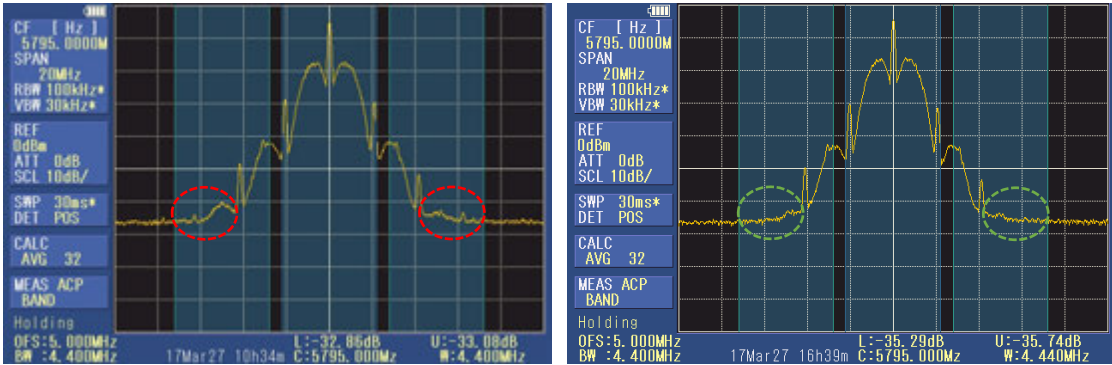 CF [ Hz ]
5795.0000M
SPAN
20MHz
RBW 100kHz*
VBW 30kHz*
REF
0dBm
ATT 0dB
SCL 10dB/
SWP 30ms*
DET POS
CALC
AVG 32
MEAS ACP
BAND
Holding
OFS:5.000MHz L:-32.86dB U:-33.08dB
BW :4.400MHz 17Mar27 10h34m C:5795.000MHz W:4.400MHz
CF [ Hz ]
5795.0000M
SPAN
20MHz
RBW 100kHz*
VBW 30kHz*
REF
0dBm
ATT 0dB
SCL 10dB/
SWP 30ms*
DET POS
CALC
AVG 32
MEAS ACP
BAND
Holding
OFS:5.000MHz L:-35.29dB U:-35.74dB
BW :4.400MHz 17Mar27 16h39m C:5795.000MHz W:4.440MHz